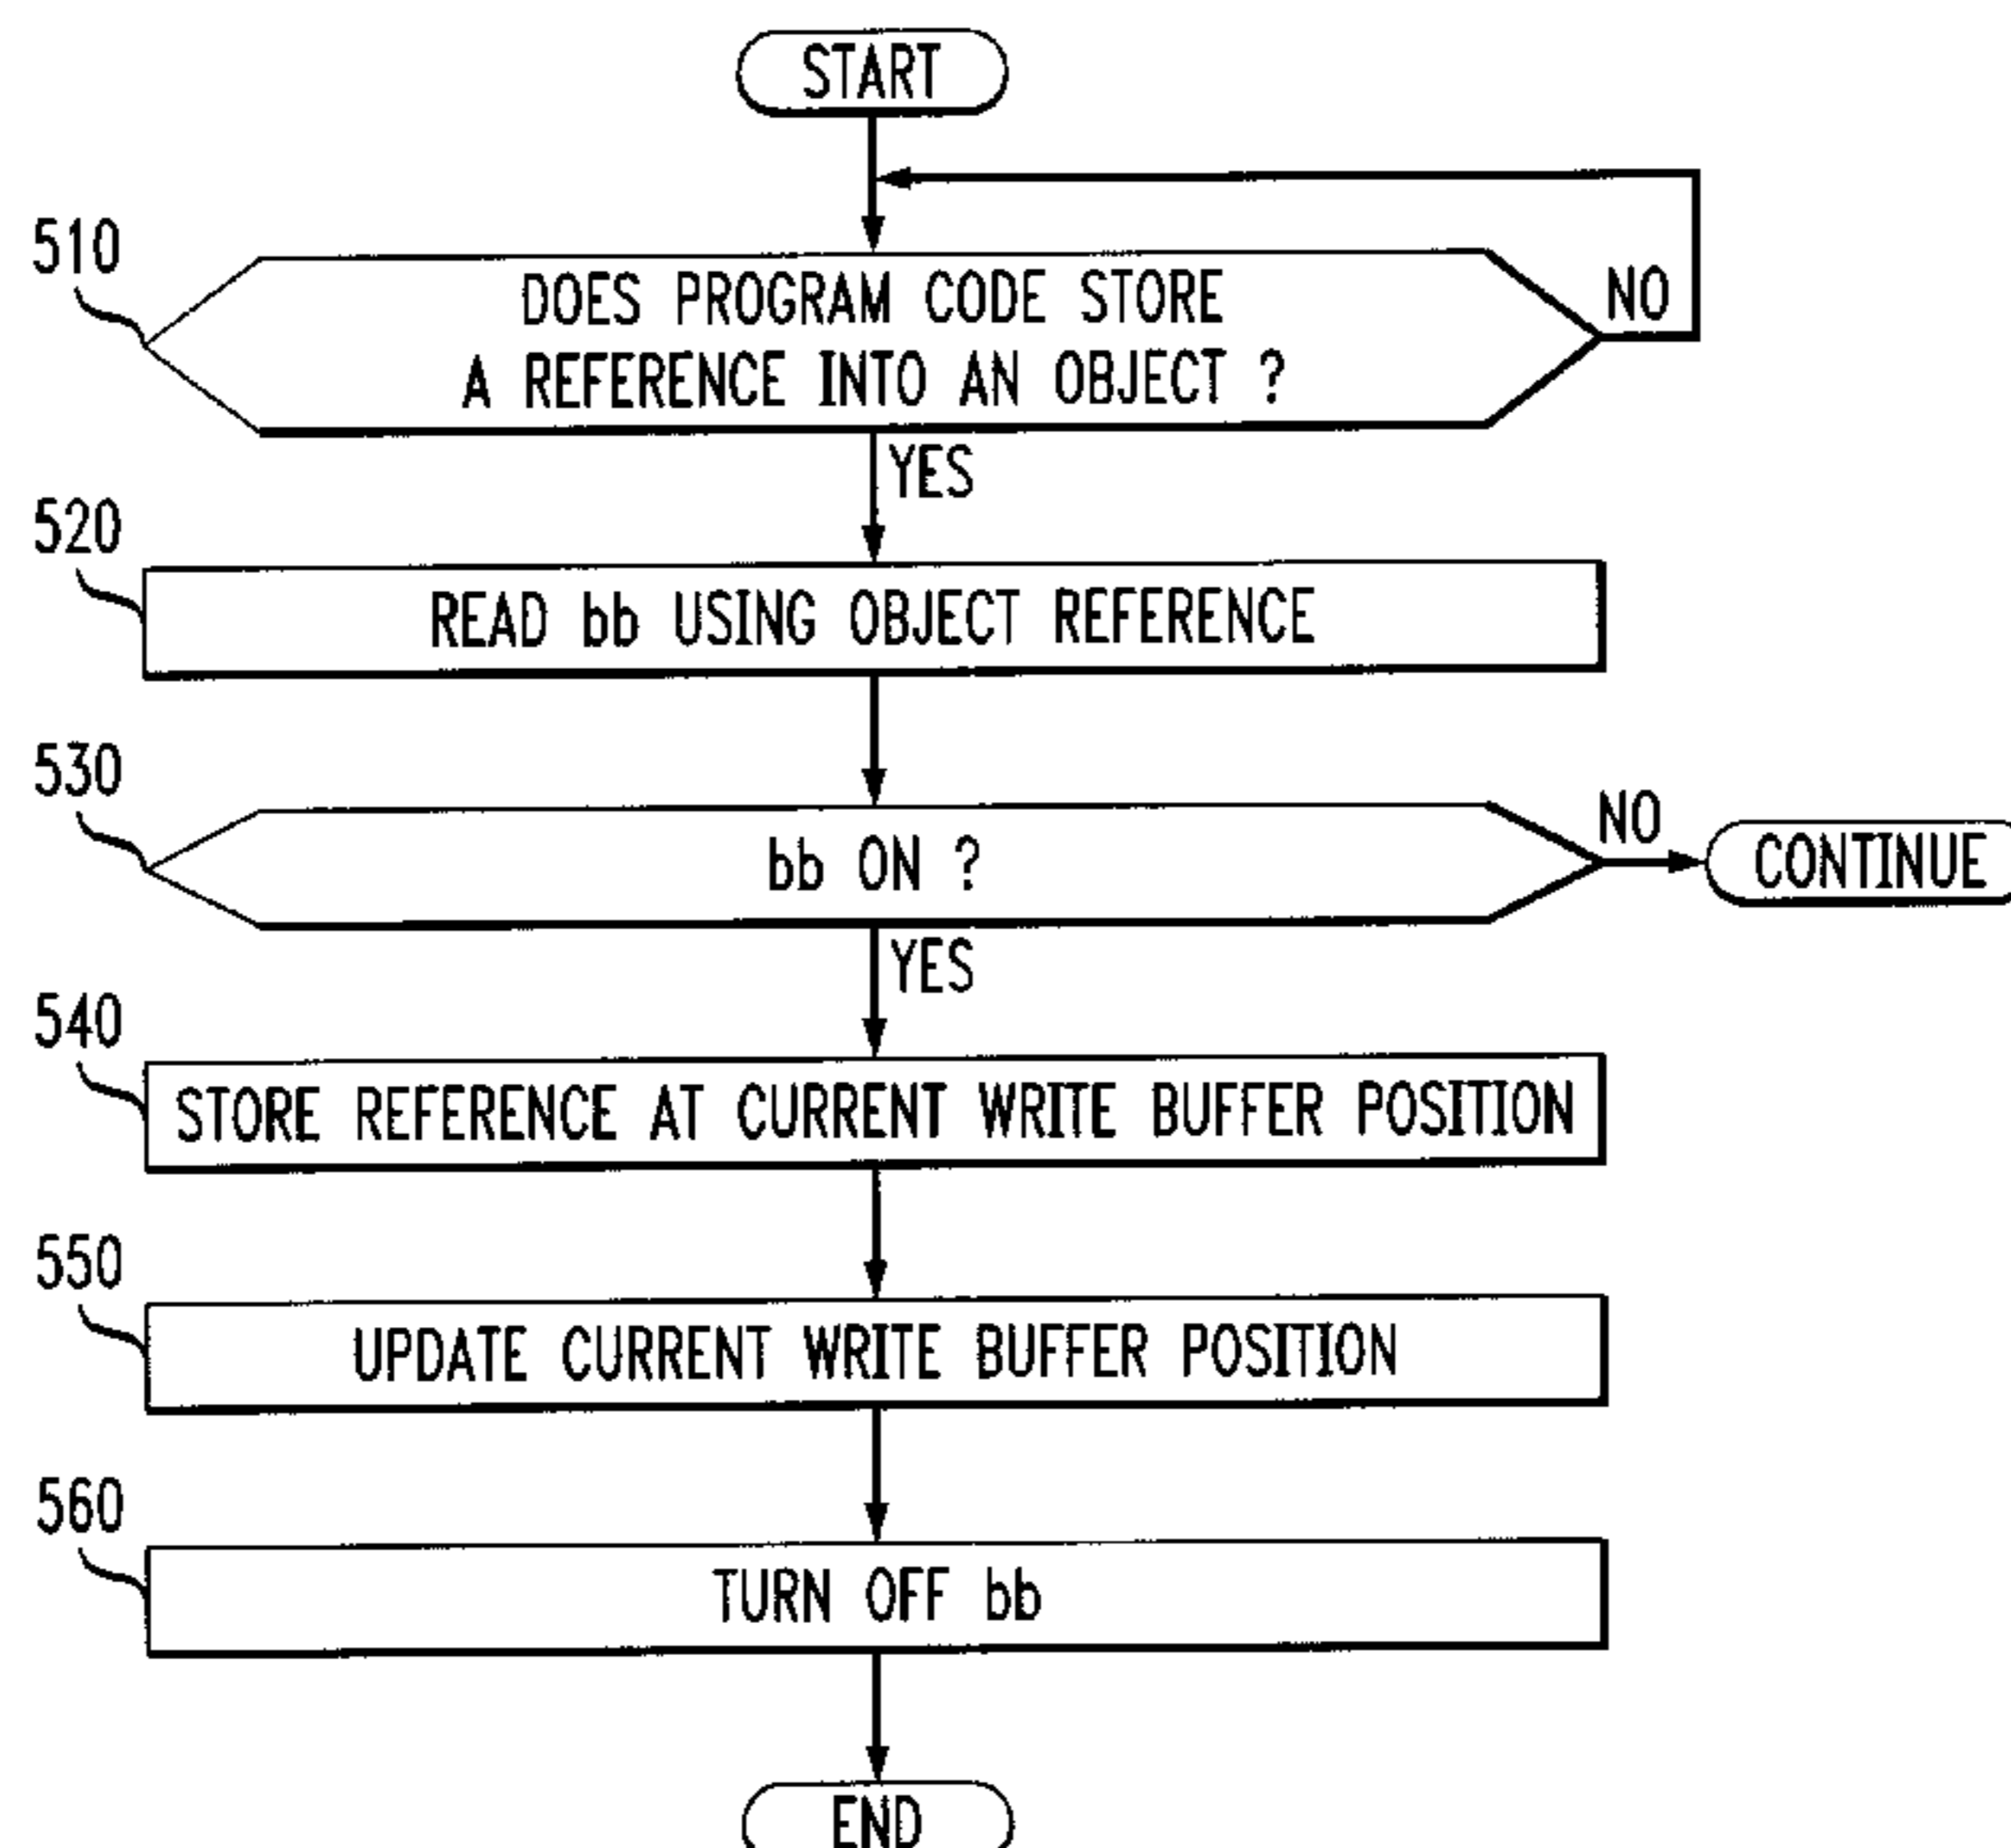 START
510
DOES PROGRAM CODE STORE
A REFERENCE INTO AN OBJECT ?
NO
YES
520
READ bb USING OBJECT REFERENCE
530
bb ON ?
NO
CONTINUE
YES
540
STORE REFERENCE AT CURRENT WRITE BUFFER POSITION
550
UPDATE CURRENT WRITE BUFFER POSITION
560
TURN OFF bb
END